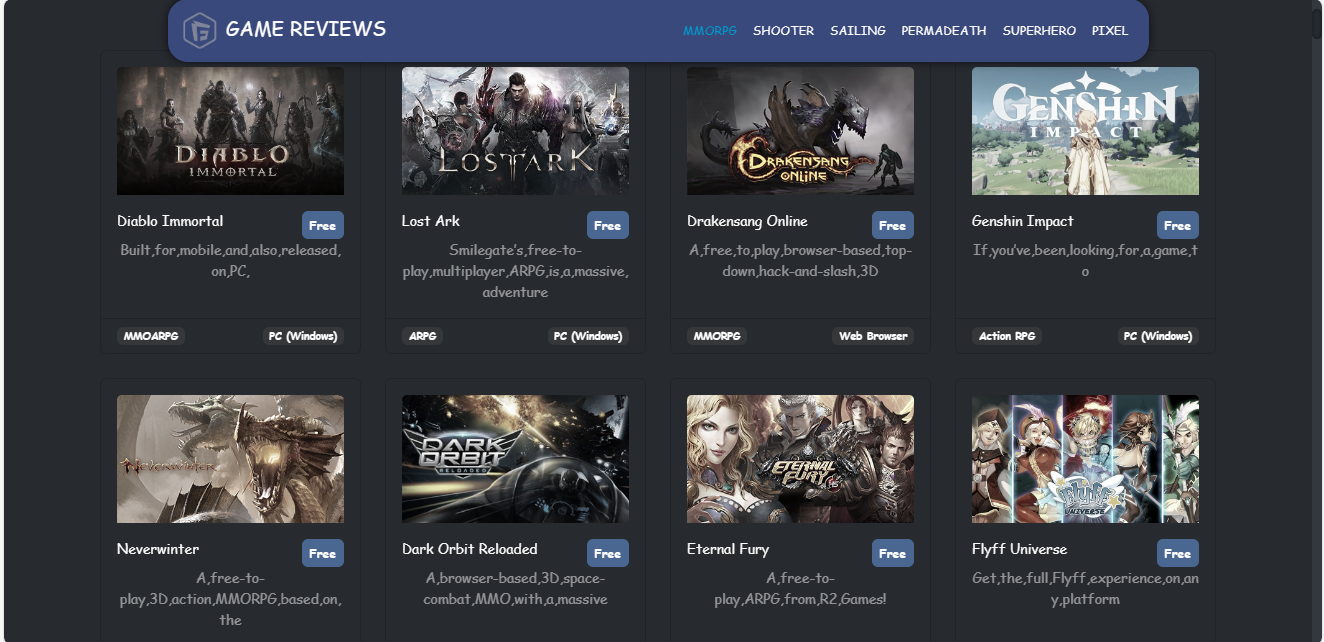 GAME REVIEWS
MMORPG SHOOTER SAILING PERMADEATH SUPERHERO PIXEL
DIABLO
IMMORTAL
LOST ARK
DRAKENSANG
ONLINE
GENSHIN
IMPACT
Diablo Immortal
Free
Built,for,mobile,and,also,released,
on,PC,
MMOARPG
PC (Windows)
Lost Ark
Free
Smilegate's,free-to-
play,multiplayer,ARPG,is,a,massive,
adventure
ARPG
PC (Windows)
Drakensang Online
Free
A,free,to,play,browser-based,top-
down,hack-and-slash,3D
MMORPG
Web Browser
Genshin Impact
Free
If,you've,been,looking,for,a,game,t
o
Action RPG
PC (Windows)
NEVERWINTER
DARK
ORBIT
RELOADED
ETERNAL
FURY
Flyff
UNIVERSE
Neverwinter
Free
A,free-to-
play,3D,action,MMORPG,based,on,
the
Dark Orbit Reloaded
Free
A,browser-based,3D,space-
combat,MMO,with,a,massive
Eternal Fury
Free
A,free-to-
play,ARPG,from,R2,Games!
Flyff Universe
Free
Get,the,full,Flyff,experience,on,an
y,platform